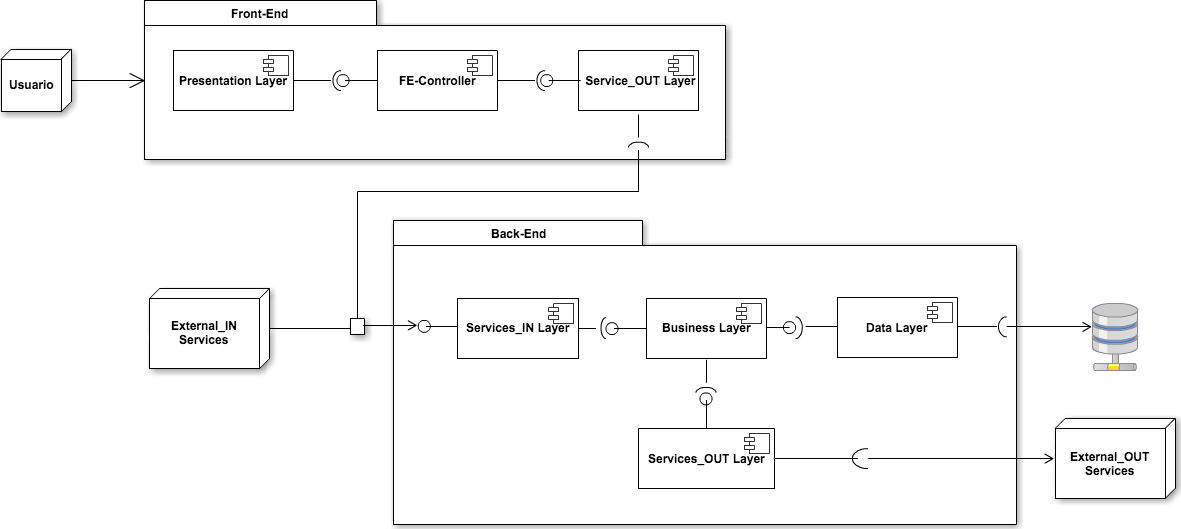 Front-End
Usuario
Presentation Layer
FE-Controller
Service_OUT Layer
Back-End
External_IN
Services
Services_IN Layer
Business Layer
Data Layer
Services_OUT Layer
External_OUT
Services